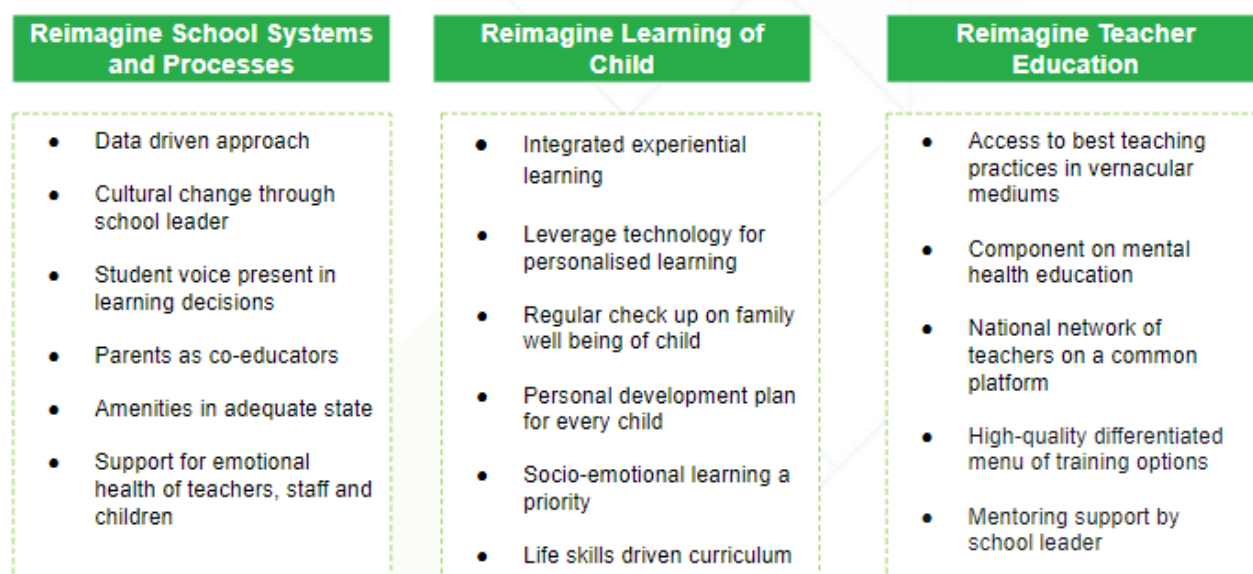 Reimagine School Systems
and Processes
● Data driven approach
● Cultural change through
school leader
● Student voice present in
learning decisions
● Parents as co-educators
● Amenities in adequate state
● Support for emotional
health of teachers, staff and
children
Reimagine Learning of
Child
● Integrated experiential
learning
● Leverage technology for
personalised learning
● Regular check up on family
well being of child
● Personal development plan
for every child
● Socio-emotional learning a
priority
● Life skills driven curriculum
Reimagine Teacher
Education
● Access to best teaching
practices in vernacular
mediums
● Component on mental
health education
● National network of
teachers on a common
platform
● High-quality differentiated
menu of training options
● Mentoring support by
school leader